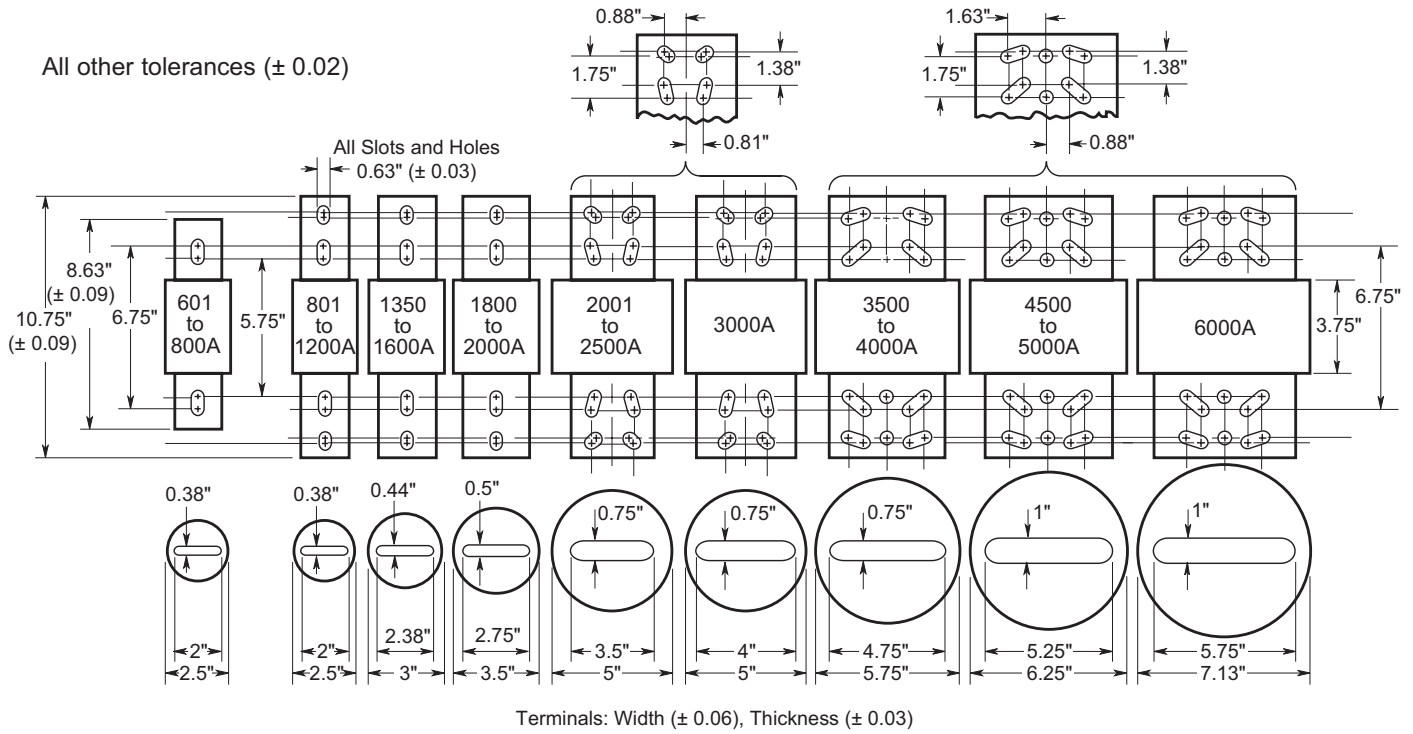 0.88"
1.63"
All other tolerances (± 0.02)
1.75"
1.38"
1.75"
1.38"
0.81"
0.88"
All Slots and Holes
0.63" (± 0.03)
8.63"
(± 0.09)
10.75"
(± 0.09)
6.75"
601
to
800A
5.75"
801
to
1200A
1350
to
1600A
1800
to
2000A
2001
to
2500A
3000A
3500
to
4000A
4500
to
5000A
6000A
3.75"
6.75"
0.38"
0.38"
0.44"
0.5"
0.75"
0.75"
0.75"
1"
1"
2"
2"
2.38"
2.75"
3.5"
4"
4.75"
5.25"
5.75"
2.5"
2.5"
3"
3.5"
5"
5"
5.75"
6.25"
7.13"
Terminals: Width (± 0.06), Thickness (± 0.03)